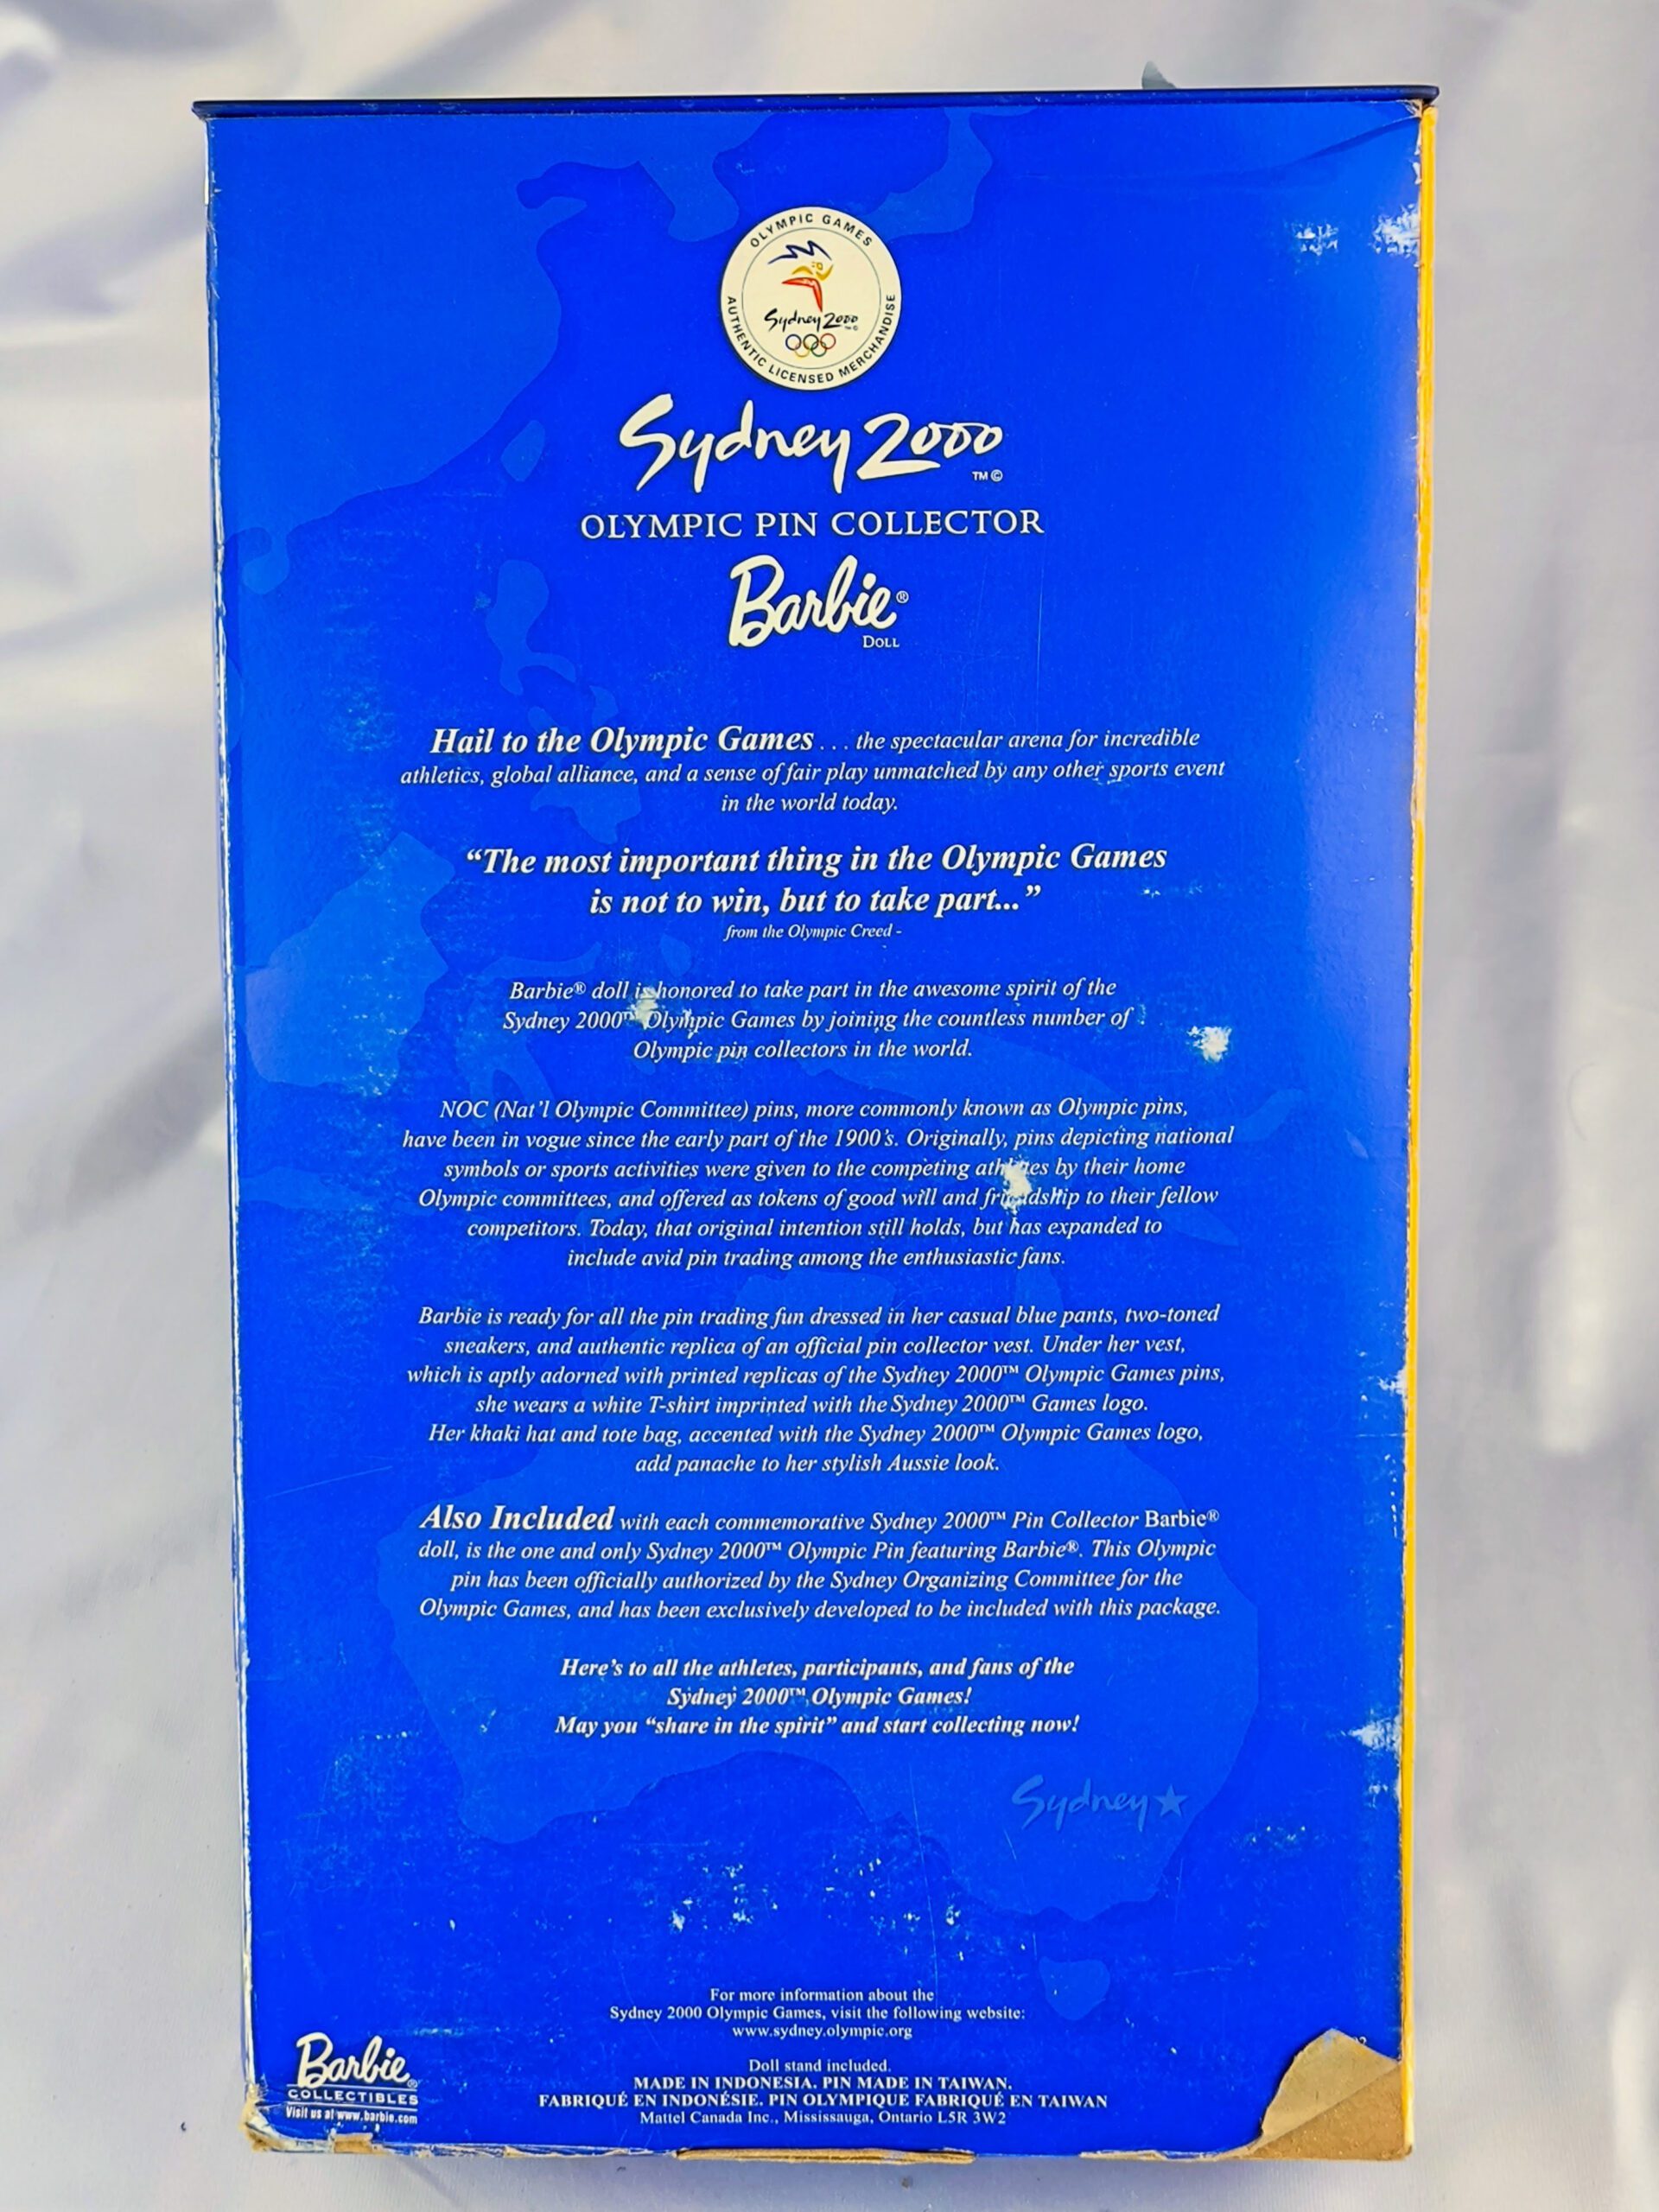 OLYMPIC GAMES
Sydney 2000
AUTHENTIC LICENSED MERCHANDISE
Sydney 2000
TM ©
OLYMPIC PIN COLLECTOR
Barbie®
DOLL
Hail to the Olympic Games . . . the spectacular arena for incredible
athletics, global alliance, and a sense of fair play unmatched by any other sports event
in the world today.
“The most important thing in the Olympic Games
is not to win, but to take part...”
from the Olympic Creed -
Barbie® doll is honored to take part in the awesome spirit of the
Sydney 2000™ Olympic Games by joining the countless number of
Olympic pin collectors in the world.
NOC (Nat’l Olympic Committee) pins, more commonly known as Olympic pins,
have been in vogue since the early part of the 1900’s. Originally, pins depicting national
symbols or sports activities were given to the competing athletes by their home
Olympic committees, and offered as tokens of good will and friendship to their fellow
competitors. Today, that original intention still holds, but has expanded to
include avid pin trading among the enthusiastic fans.
Barbie is ready for all the pin trading fun dressed in her casual blue pants, two-toned
sneakers, and authentic replica of an official pin collector vest. Under her vest,
which is aptly adorned with printed replicas of the Sydney 2000™ Olympic Games pins,
she wears a white T-shirt imprinted with the Sydney 2000™ Games logo.
Her khaki hat and tote bag, accented with the Sydney 2000™ Olympic Games logo,
add panache to her stylish Aussie look.
Also Included with each commemorative Sydney 2000™ Pin Collector Barbie®
doll, is the one and only Sydney 2000™ Olympic Pin featuring Barbie®. This Olympic
pin has been officially authorized by the Sydney Organizing Committee for the
Olympic Games, and has been exclusively developed to be included with this package.
Here’s to all the athletes, participants, and fans of the
Sydney 2000™ Olympic Games!
May you “share in the spirit” and start collecting now!
Sydney★
For more information about the
Sydney 2000 Olympic Games, visit the following website:
www.sydney.olympic.org
Doll stand included.
MADE IN INDONESIA. PIN MADE IN TAIWAN.
FABRIQUÉ EN INDONÉSIE. PIN OLYMPIQUE FABRIQUÉ EN TAIWAN
Mattel Canada Inc., Mississauga, Ontario L5R 3W2
Barbie®
COLLECTIBLES
Visit us at www.barbie.com